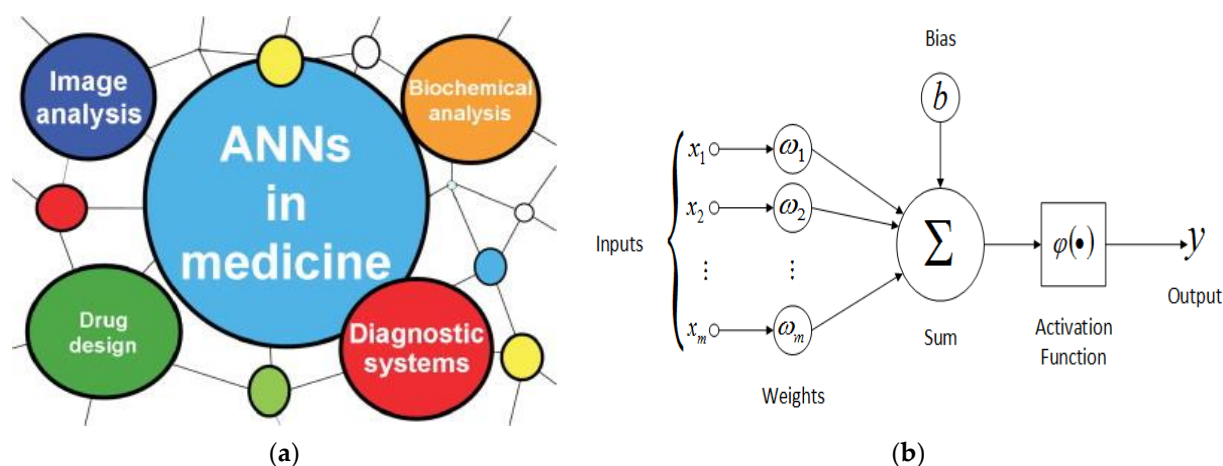 Image
analysis
Biochemical
analysis
ANNs
in
medicine
Drug
design
Diagnostic
systems
(a)
Bias
b
x₁
ω₁
x₂
ω₂
Inputs
⋮
⋮
∑
φ(•)
y
xₘ
ωₘ
Sum
Activation
Function
Output
Weights
(b)